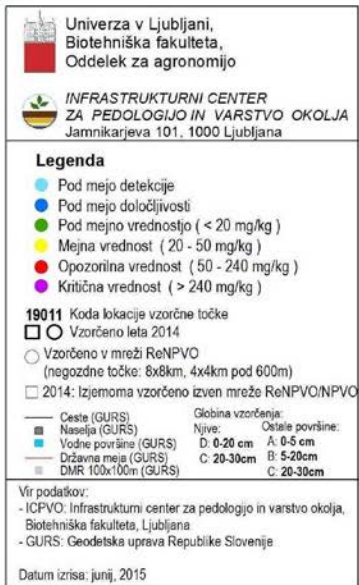 Univerza v Ljubljani,
Biotehniška fakulteta,
Oddelek za agronomijo
INFRASTRUKTURNI CENTER
ZA PEDOLOGIJO IN VARSTVO OKOLJA
Jamnikarjeva 101, 1000 Ljubljana
Legenda
Pod mejo detekcije
Pod mejo določljivosti
Pod mejno vrednostjo ( < 20 mg/kg )
Mejna vrednost ( 20 - 50 mg/kg )
Opozorilna vrednost ( 50 - 240 mg/kg )
Kritična vrednost ( > 240 mg/kg )
19011 Koda lokacije vzorčne točke
Vzorčeno leta 2014
Vzorčeno v mreži ReNPVO
(negozdne točke: 8x8km, 4x4km pod 600m)
2014: Izjemoma vzorčeno izven mreže ReNPVO/NPVO
Ceste (GURS)
Naselja (GURS)
Vodne površine (GURS)
Državna meja (GURS)
DMR 100x100m (GURS)
Globina vzorčenja:
Njive:
D: 0-20 cm
C: 20-30cm
Ostale površine:
A: 0-5 cm
B: 5-20cm
C: 20-30cm
Vir podatkov:
- ICPVO: Infrastrukturni center za pedologijo in varstvo okolja,
Biotehniška fakulteta, Ljubljana
- GURS: Geodetska uprava Republike Slovenije
Datum izrisa: junij, 2015